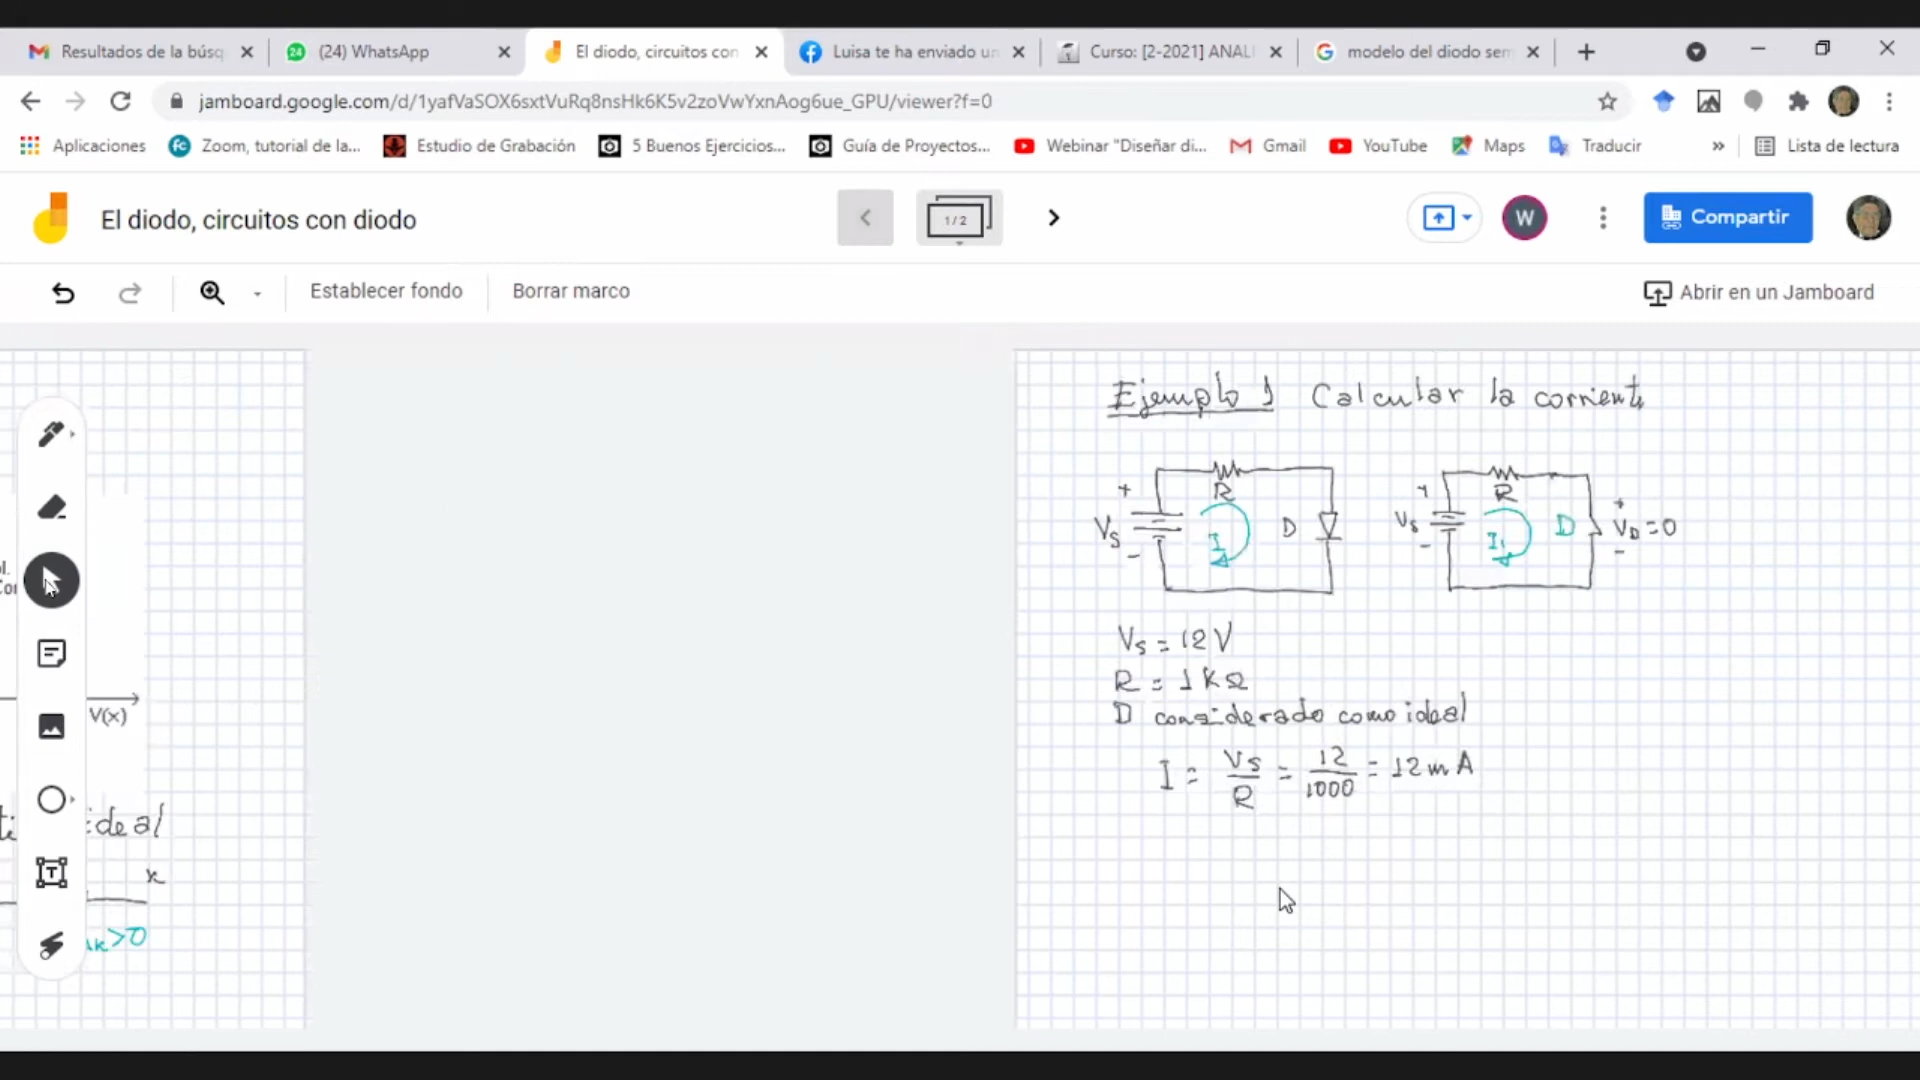 Resultados de la búsq
(24) WhatsApp
El diodo, circuitos con
Luisa te ha enviado un
Curso: [2-2021] ANAL
modelo del diodo sem
jamboard.google.com/d/1yafVaSOX6sxtVuRq8nsHk6K5v2zoVwYxnAog6ue_GPU/viewer?f=0
Aplicaciones
Zoom, tutorial de la...
Estudio de Grabación
5 Buenos Ejercicios...
Guía de Proyectos...
Webinar "Diseñar di...
Gmail
YouTube
Maps
Traducir
»
Lista de lectura
El diodo, circuitos con diodo
1 / 2
W
Compartir
Establecer fondo
Borrar marco
Abrir en un Jamboard
V(x)
ideal
K
AK>0
Ejemplo 1 Calcular la corriente
+ Vs -
R
I
D
+ Vs -
R
I1
D
+ VD = 0 -
Vs = 12 V
R = 1 kΩ
D considerado como ideal
I = Vs/R = 12/1000 = 12 mA